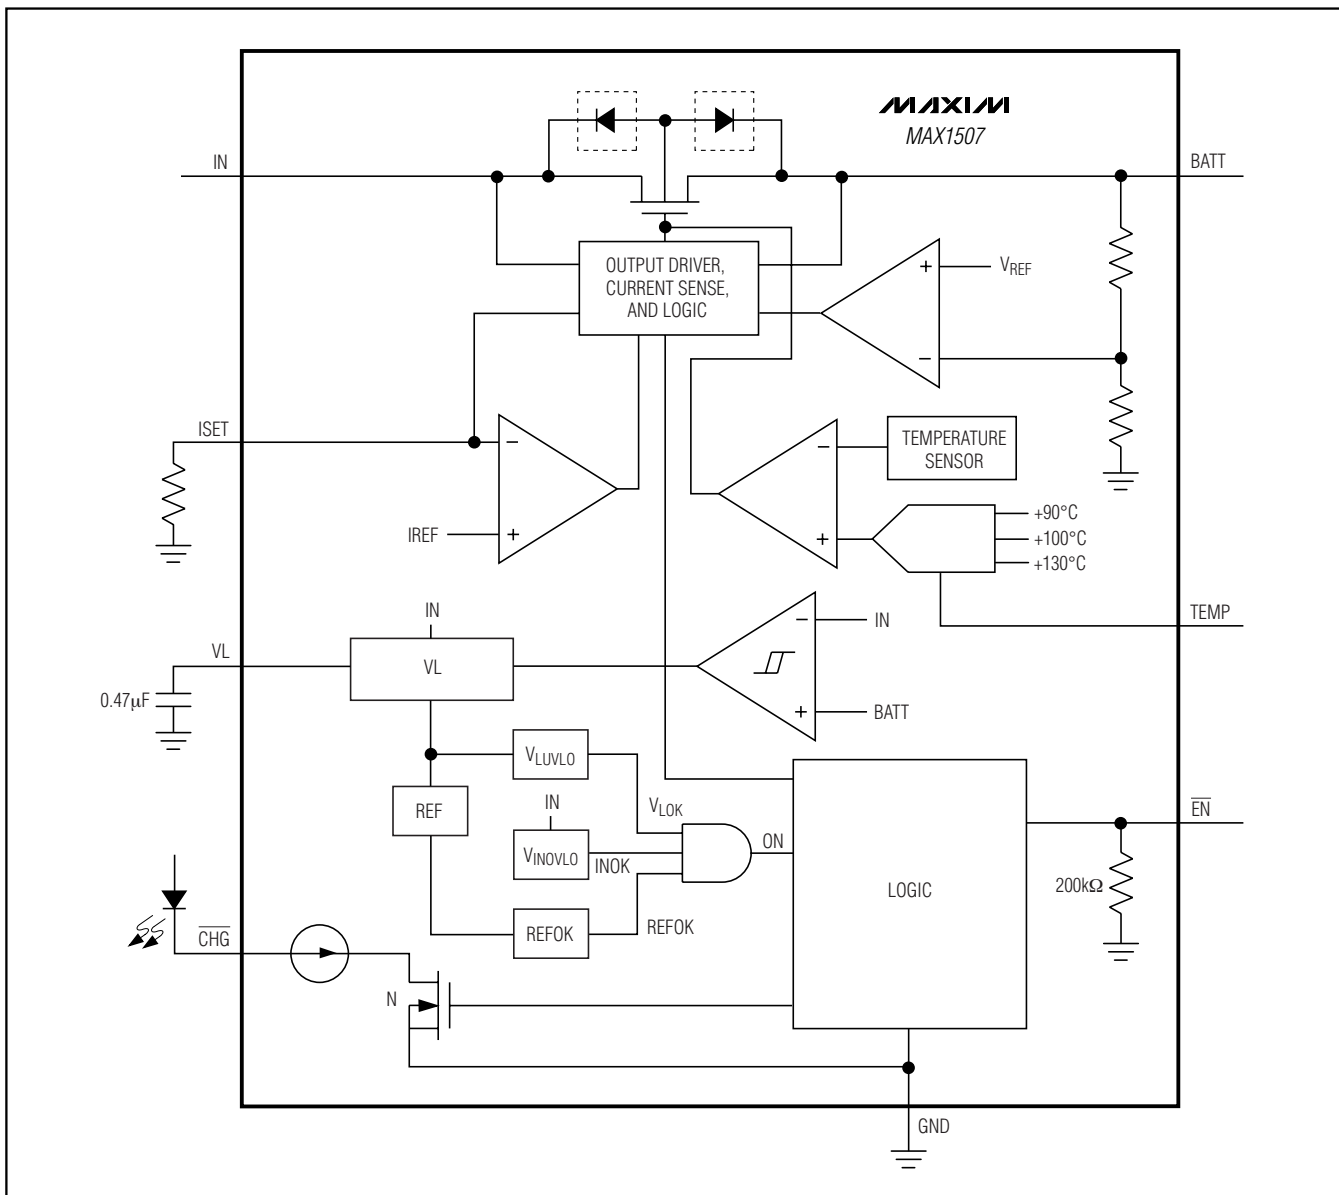 MAXIM
MAX1507
IN
BATT
OUTPUT DRIVER,
CURRENT SENSE,
AND LOGIC
+
VREF
−
ISET
−
IREF
+
−
TEMPERATURE
SENSOR
+
+90°C
+100°C
+130°C
TEMP
IN
VL
VL
0.47µF
−
IN
+
BATT
VLUVLO
REF
VLOK
IN
VINOVLO
INOK
ON
REFOK
REFOK
LOGIC
EN
200kΩ
CHG
N
GND